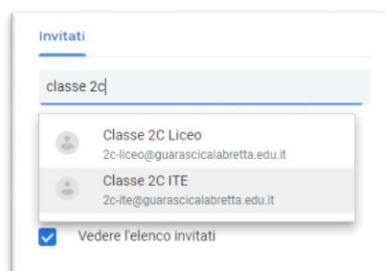 Invitati
classe 2c
Classe 2C Liceo
2c-liceo@guarascicalabretta.edu.it
Classe 2C ITE
2c-ite@guarascicalabretta.edu.it
Vedere l'elenco invitati